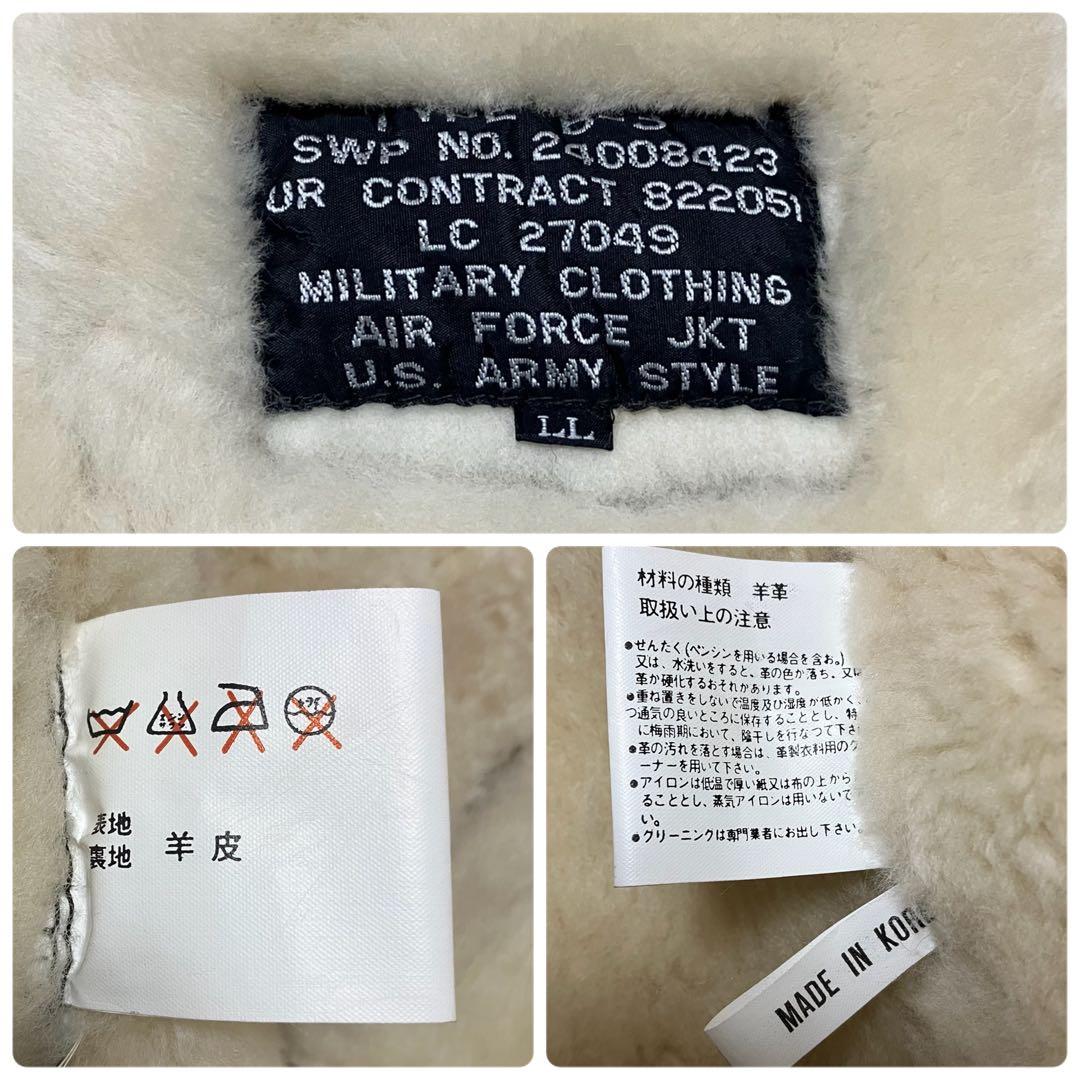 SWP NO. 24008423
UR CONTRACT 822051
LC 27049
MILITARY CLOTHING
AIR FORCE JKT
U.S. ARMY STYLE
LL
表地
裏地 羊皮
材料の種類 羊革
取扱い上の注意
●せんたく(ベンシンを用いる場合を含お。)
又は、水洗いをすると、革の色が落ち、又は
革が硬化するおそれかあります。
●重ね置きをしないで温度及び湿度が低かく、
つ通気の良いところに保存することとし、特
に梅雨期において、陰干しを行なつて下さ
●革の汚れを落とす場合は、革製衣料用のク
ーナーを用いて下さい。
●アイロンは低温で厚い紙又は布の上から
ることとし、蒸気アイロンは用いないで
い。
●クリーニングは専門業者にお出し下さい。
MADE IN KORE